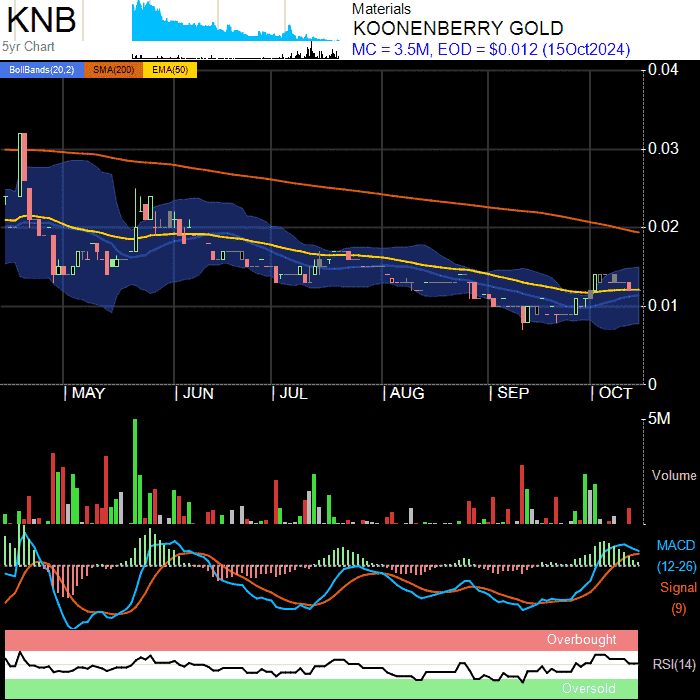 KNB
5yr Chart
Materials
KOONENBERRY GOLD
MC = 3.5M, EOD = $0.012 (15Oct2024)
BollBands(20,2) SMA(200) EMA(50)
0.04
0.03
0.02
0.01
0
| MAY | JUN | JUL | AUG | SEP | OCT
5M
Volume
MACD
(12-26)
Signal
(9)
Overbought
RSI(14)
Oversold